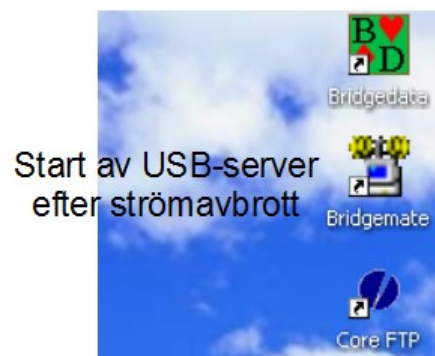 B D
Bridgedata
Start av USB-server
efter strömavbrott
Bridgemate
Core FTP